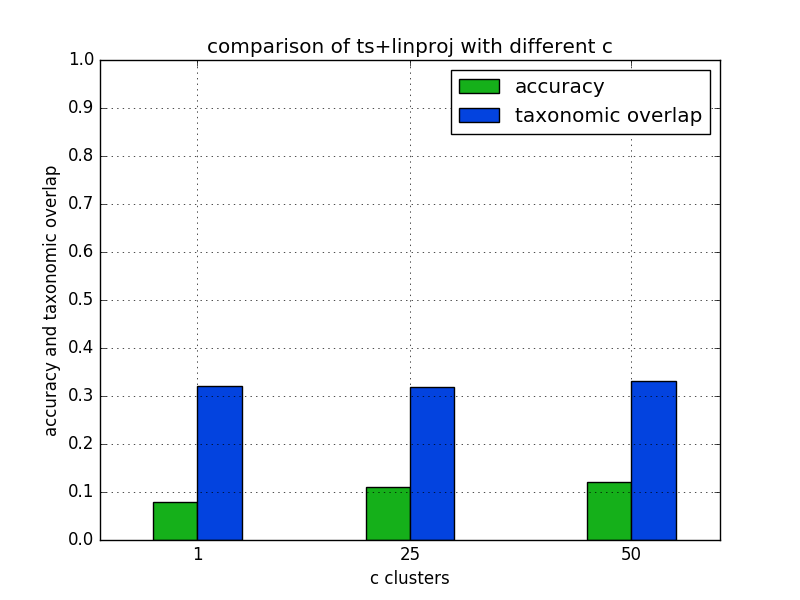 comparison of ts+linproj with different c
accuracy
taxonomic overlap
accuracy and taxonomic overlap
1.0
0.9
0.8
0.7
0.6
0.5
0.4
0.3
0.2
0.1
0.0
1 25 50
c clusters